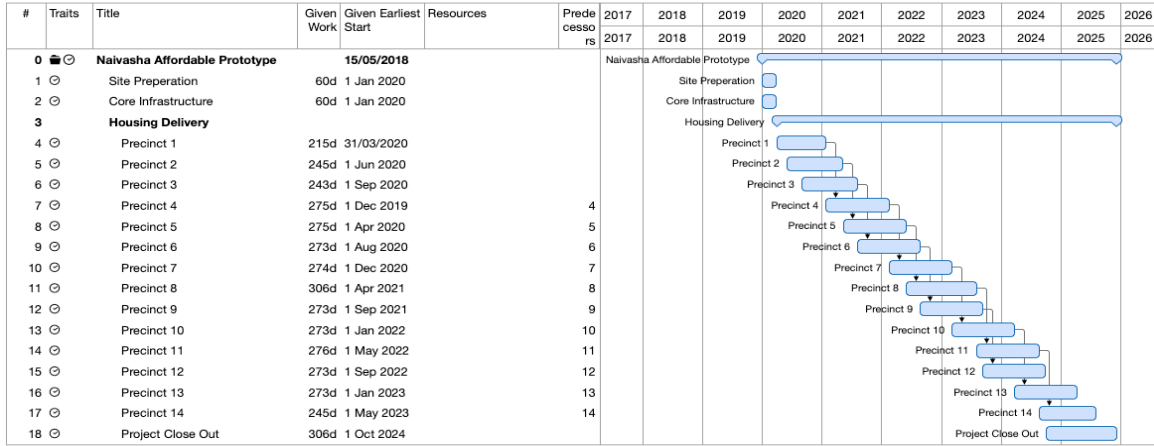 # Traits Title Given Work Given Earliest Start Resources Predecessors 2017 2018 2019 2020 2021 2022 2023 2024 2025 2026
2017 2018 2019 2020 2021 2022 2023 2024 2025 2026
0 Naivasha Affordable Prototype 15/05/2018 Naivasha Affordable Prototype
1 Site Preperation 60d 1 Jan 2020 Site Preperation
2 Core Infrastructure 60d 1 Jan 2020 Core Infrastructure
3 Housing Delivery Housing Delivery
4 Precinct 1 215d 31/03/2020 Precinct 1
5 Precinct 2 245d 1 Jun 2020 Precinct 2
6 Precinct 3 243d 1 Sep 2020 Precinct 3
7 Precinct 4 275d 1 Dec 2019 4 Precinct 4
8 Precinct 5 275d 1 Apr 2020 5 Precinct 5
9 Precinct 6 273d 1 Aug 2020 6 Precinct 6
10 Precinct 7 274d 1 Dec 2020 7 Precinct 7
11 Precinct 8 306d 1 Apr 2021 8 Precinct 8
12 Precinct 9 273d 1 Sep 2021 9 Precinct 9
13 Precinct 10 273d 1 Jan 2022 10 Precinct 10
14 Precinct 11 276d 1 May 2022 11 Precinct 11
15 Precinct 12 273d 1 Sep 2022 12 Precinct 12
16 Precinct 13 273d 1 Jan 2023 13 Precinct 13
17 Precinct 14 245d 1 May 2023 14 Precinct 14
18 Project Close Out 306d 1 Oct 2024 Project Close Out